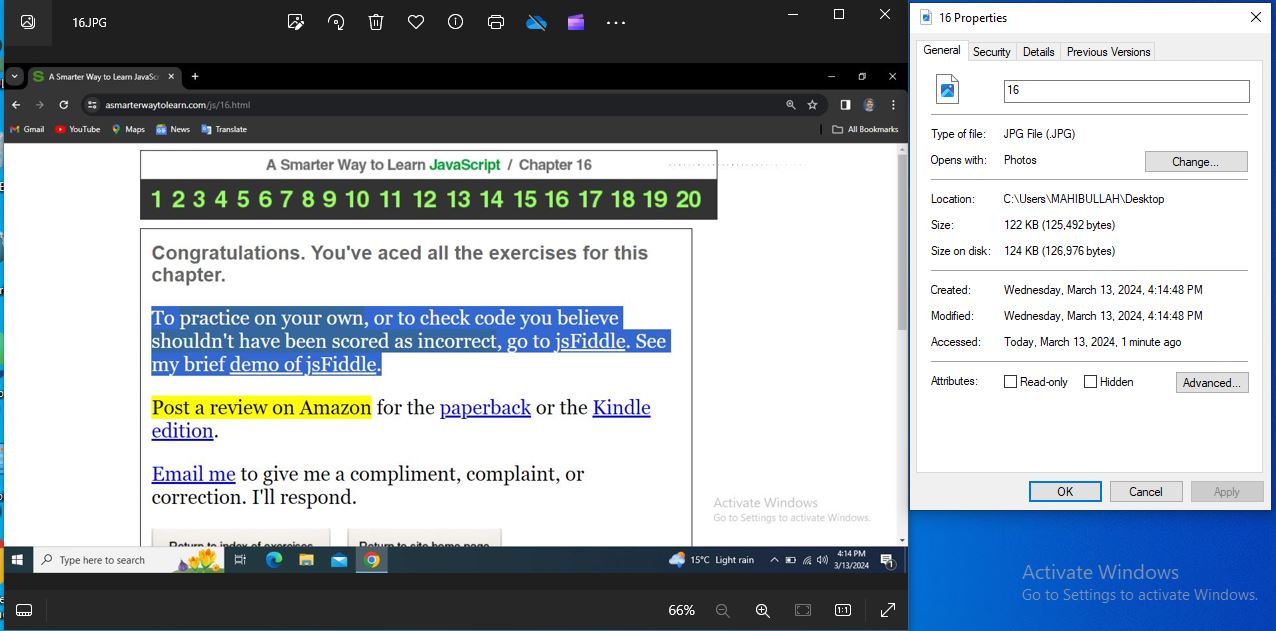 16JPG
A Smarter Way to Learn JavaSc
asmarterwaytolearn.com/js/16.html
Gmail YouTube Maps News Translate All Bookmarks
A Smarter Way to Learn JavaScript / Chapter 16
1 2 3 4 5 6 7 8 9 10 11 12 13 14 15 16 17 18 19 20
Congratulations. You've aced all the exercises for this
chapter.
To practice on your own, or to check code you believe
shouldn't have been scored as incorrect, go to jsFiddle. See
my brief demo of jsFiddle.
Post a review on Amazon for the paperback or the Kindle
edition.
Email me to give me a compliment, complaint, or
correction. I'll respond.
Return to index of exercises Return to site home page
Activate Windows
Go to Settings to activate Windows.
Type here to search
15°C Light rain
4:14 PM
3/13/2024
1
66%
1:1
16 Properties
General Security Details Previous Versions
16
Type of file: JPG File (.JPG)
Opens with: Photos Change...
Location: C:\Users\MAHIBULLAH\Desktop
Size: 122 KB (125,492 bytes)
Size on disk: 124 KB (126,976 bytes)
Created: Wednesday, March 13, 2024, 4:14:48 PM
Modified: Wednesday, March 13, 2024, 4:14:48 PM
Accessed: Today, March 13, 2024, 1 minute ago
Attributes: Read-only Hidden Advanced...
OK Cancel Apply
Activate Windows
Go to Settings to activate Windows.